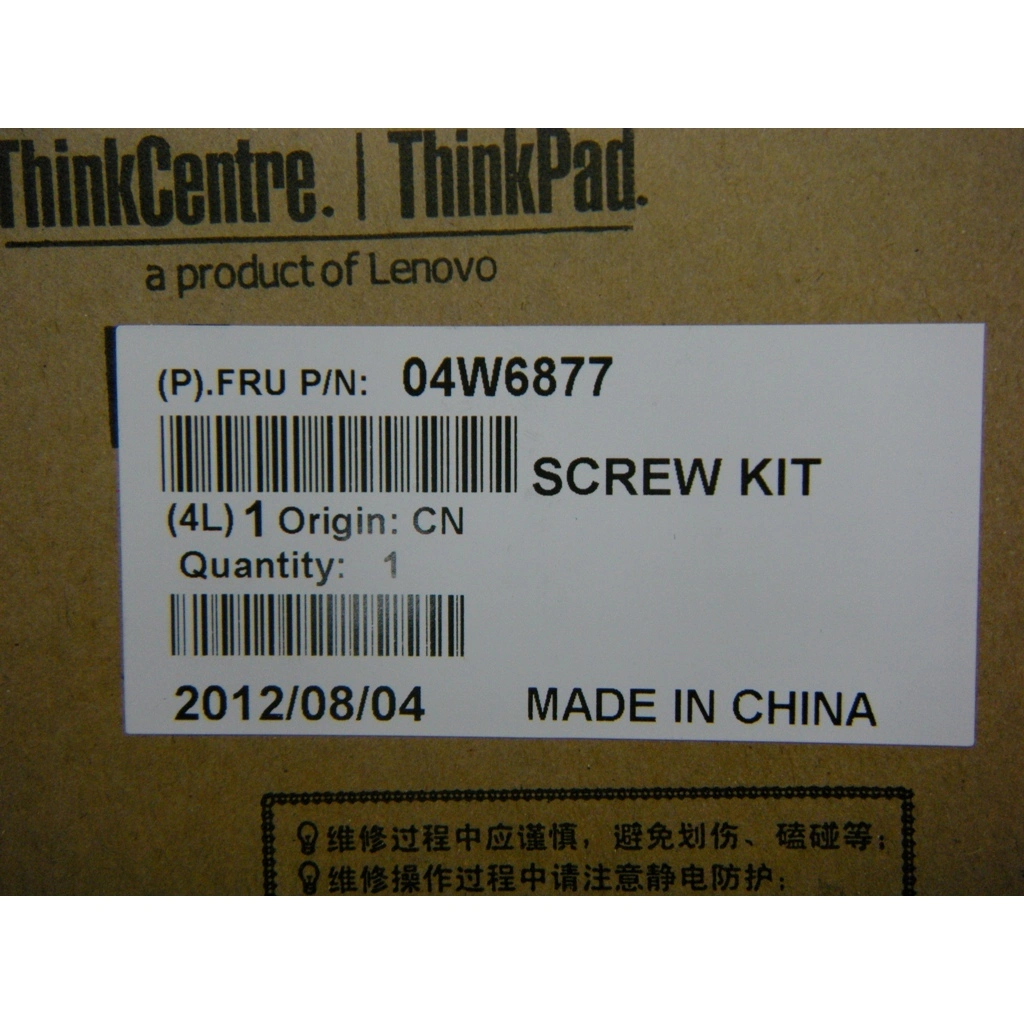 ThinkCentre. | ThinkPad.
a product of Lenovo
(P).FRU P/N: 04W6877
SCREW KIT
(4L) 1 Origin: CN
Quantity: 1
2012/08/04 MADE IN CHINA
维修过程中应谨慎，避免划伤、磕碰等；
维修操作过程中请注意静电防护；